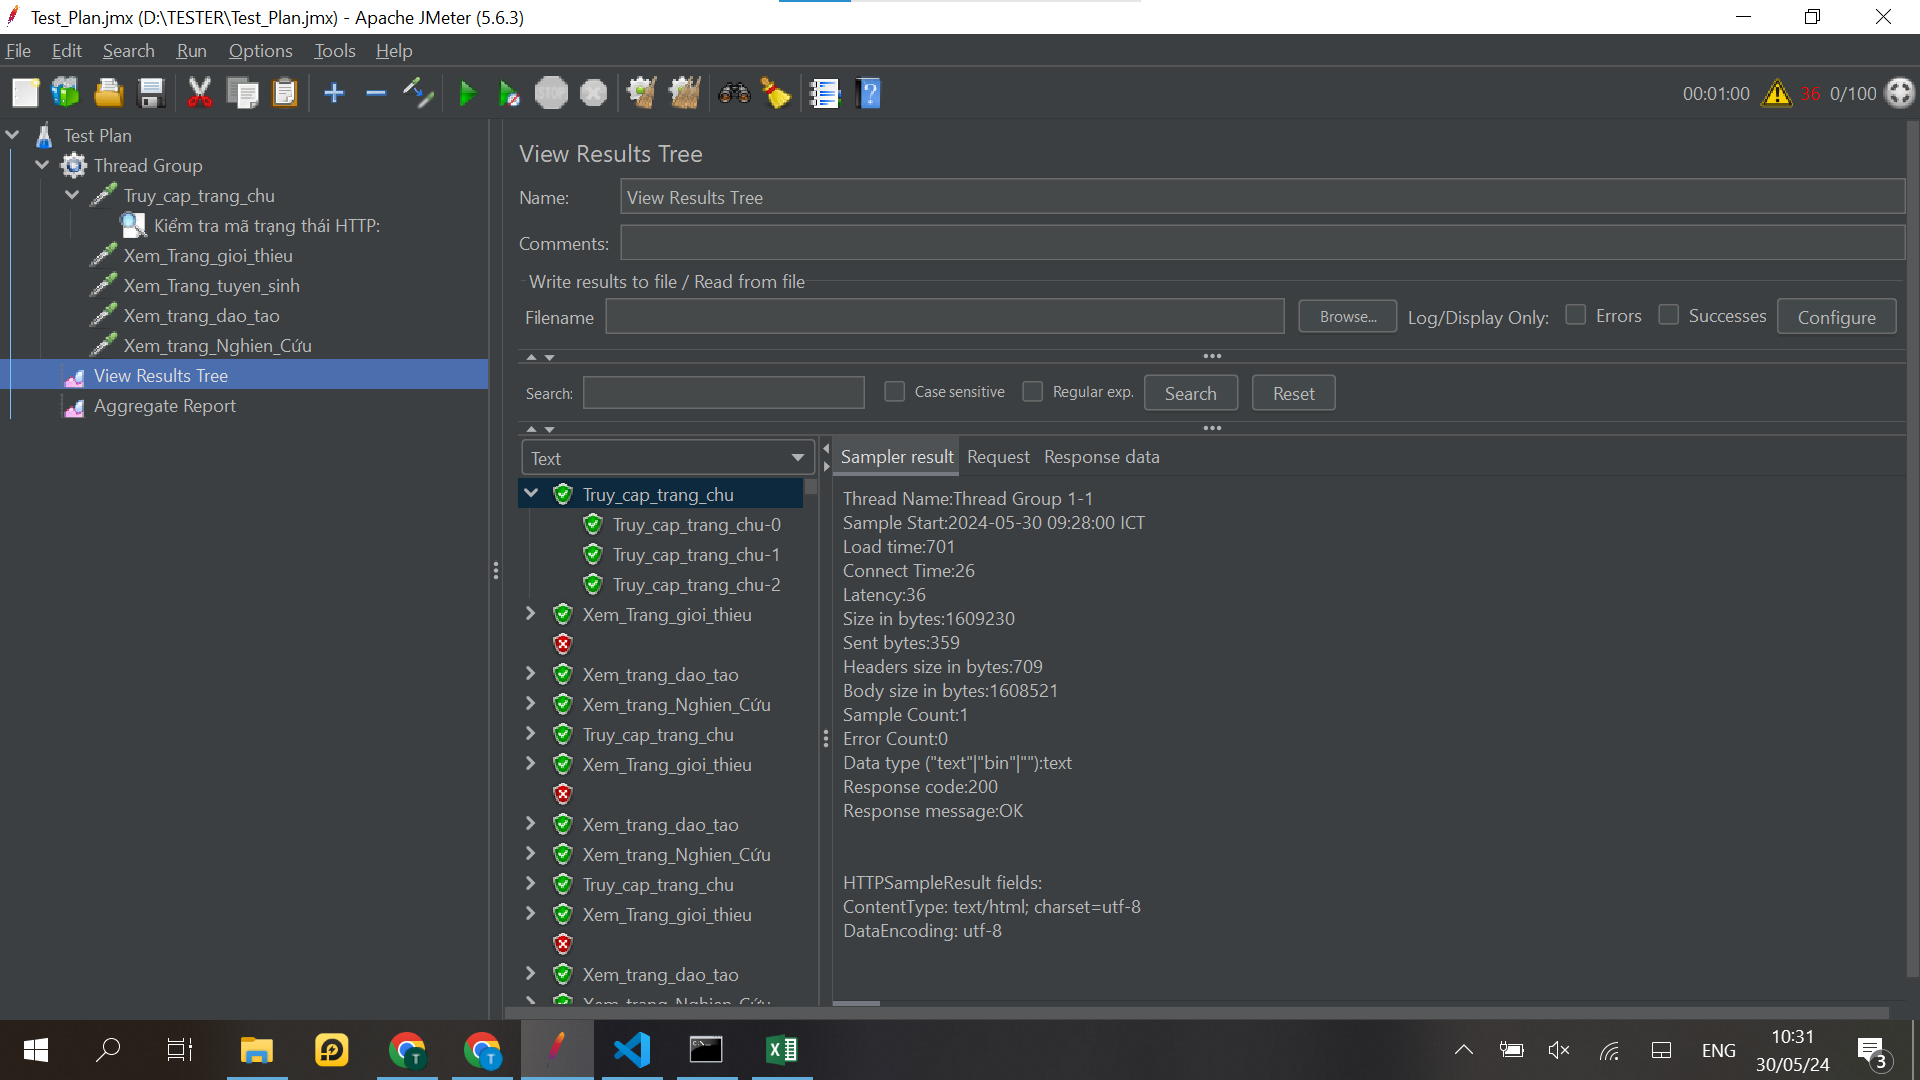 Test_Plan.jmx (D:\TESTER\Test_Plan.jmx) - Apache JMeter (5.6.3)
File Edit Search Run Options Tools Help
STOP
00:01:00 36 0/100
Test Plan
Thread Group
Truy_cap_trang_chu
Kiểm tra mã trạng thái HTTP:
Xem_Trang_gioi_thieu
Xem_Trang_tuyen_sinh
Xem_trang_dao_tao
Xem_trang_Nghien_Cứu
View Results Tree
Aggregate Report
View Results Tree
Name: View Results Tree
Comments:
Write results to file / Read from file
Filename Browse... Log/Display Only: Errors Successes Configure
Search: Case sensitive Regular exp. Search Reset
Text
Truy_cap_trang_chu
Truy_cap_trang_chu-0
Truy_cap_trang_chu-1
Truy_cap_trang_chu-2
Xem_Trang_gioi_thieu
Xem_trang_dao_tao
Xem_trang_Nghien_Cứu
Truy_cap_trang_chu
Xem_Trang_gioi_thieu
Xem_trang_dao_tao
Xem_trang_Nghien_Cứu
Truy_cap_trang_chu
Xem_Trang_gioi_thieu
Xem_trang_dao_tao
Xem_trang_Nghien_Cứu
Sampler result Request Response data
Thread Name:Thread Group 1-1
Sample Start:2024-05-30 09:28:00 ICT
Load time:701
Connect Time:26
Latency:36
Size in bytes:1609230
Sent bytes:359
Headers size in bytes:709
Body size in bytes:1608521
Sample Count:1
Error Count:0
Data type ("text"|"bin"|""):text
Response code:200
Response message:OK
HTTPSampleResult fields:
ContentType: text/html; charset=utf-8
DataEncoding: utf-8
T
T
ENG
10:31
30/05/24
3